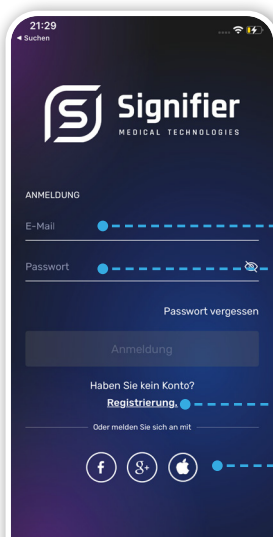 21:29
◀ Suchen
Signifier
MEDICAL TECHNOLOGIES
ANMELDUNG
E-Mail
Passwort
Passwort vergessen
Anmeldung
Haben Sie kein Konto?
Registrierung.
Oder melden Sie sich an mit
f
g+